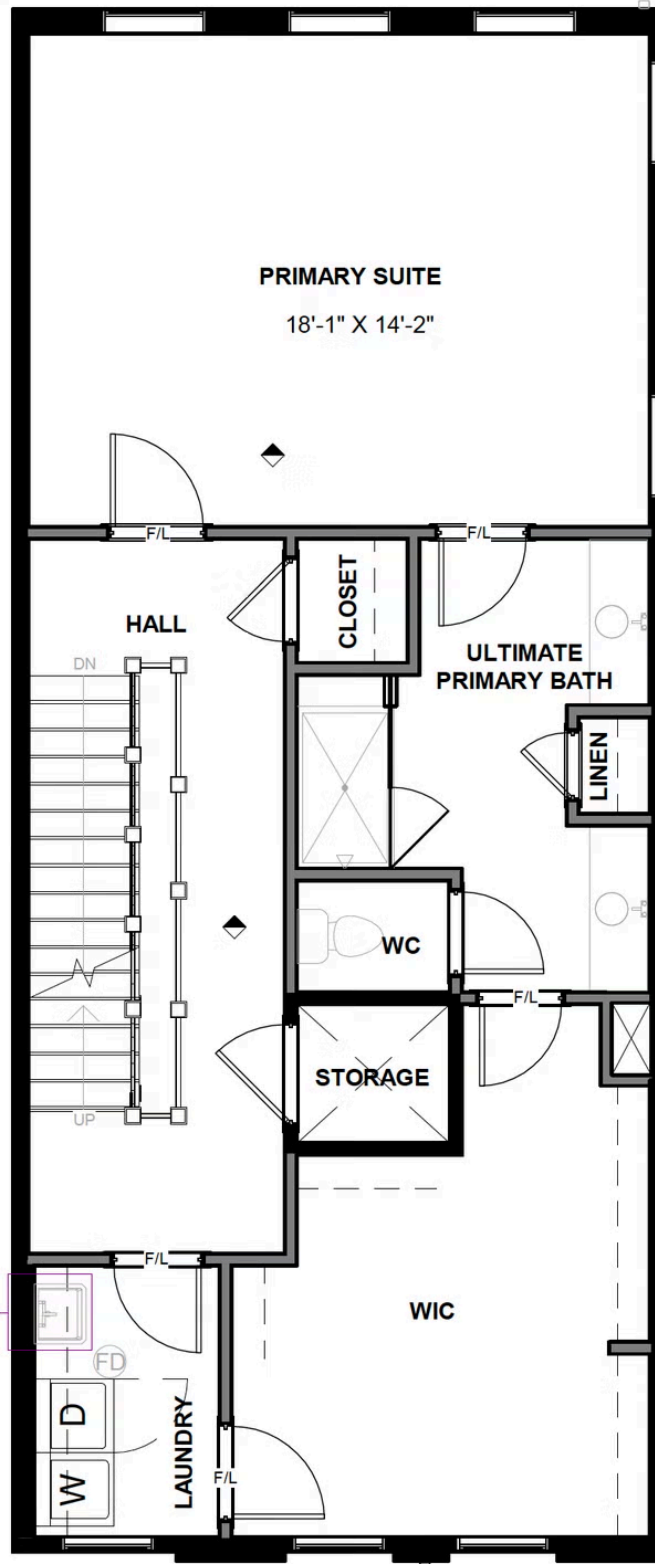 PRIMARY SUITE
18'-1" X 14'-2"
F/L
F/L
HALL
CLOSET
DN
ULTIMATE
PRIMARY BATH
LINEN
WC
F/L
STORAGE
UP
F/L
WIC
FD
D
LAUNDRY
W
F/L